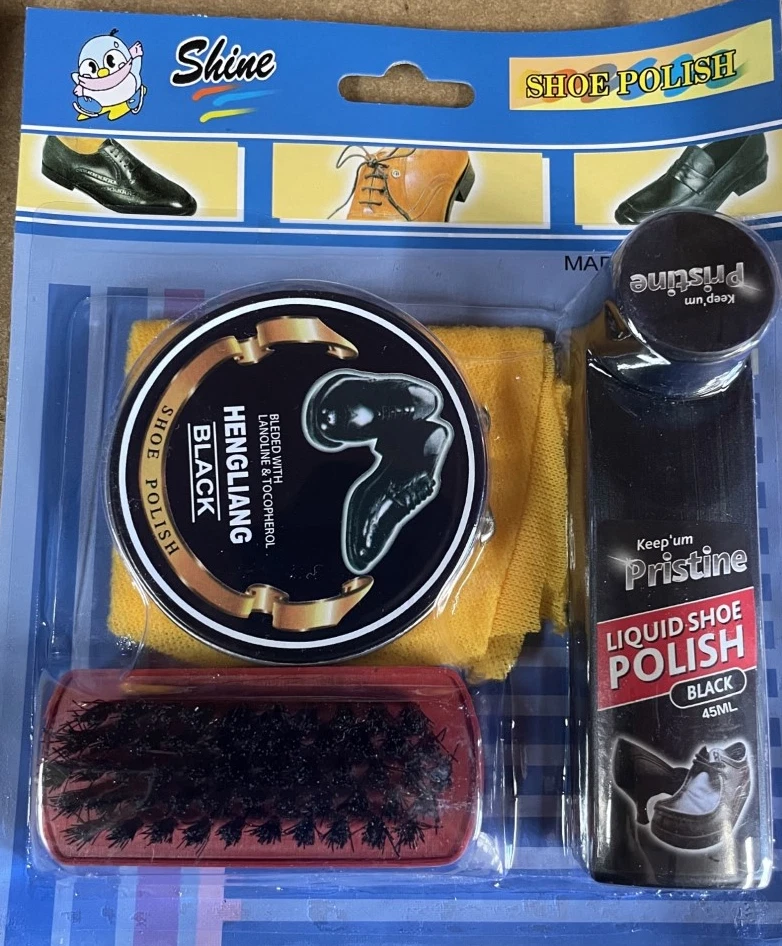 Shine
SHOE POLISH
Keep'um
Pristine
BLEDED WITH
LANOLINE & TOCOPHEROL
HENGLIANG
BLACK
SHOE POLISH
Keep'um
Pristine
LIQUID SHOE
POLISH
BLACK
45ML